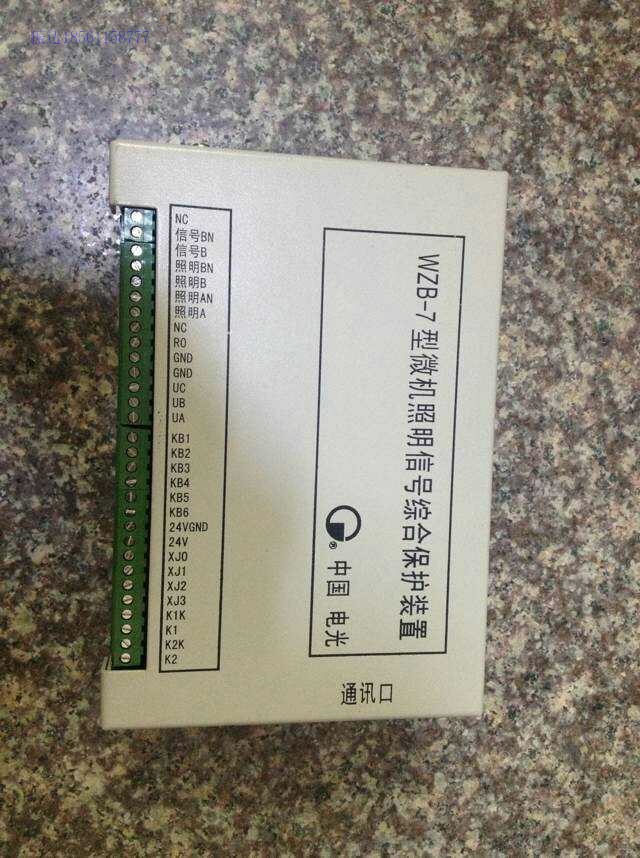 NC
信号BN
信号B
照明BN
照明B
照明AN
照明A
NC
RO
GND
GND
UC
UB
UA
KB1
KB2
KB3
KB4
KB5
KB6
24VGND
24V
XJ0
XJ1
XJ2
XJ3
K1K
K1
K2K
K2
WZB-7型微机照明信号综合保护装置
®
中国 电光
通讯口